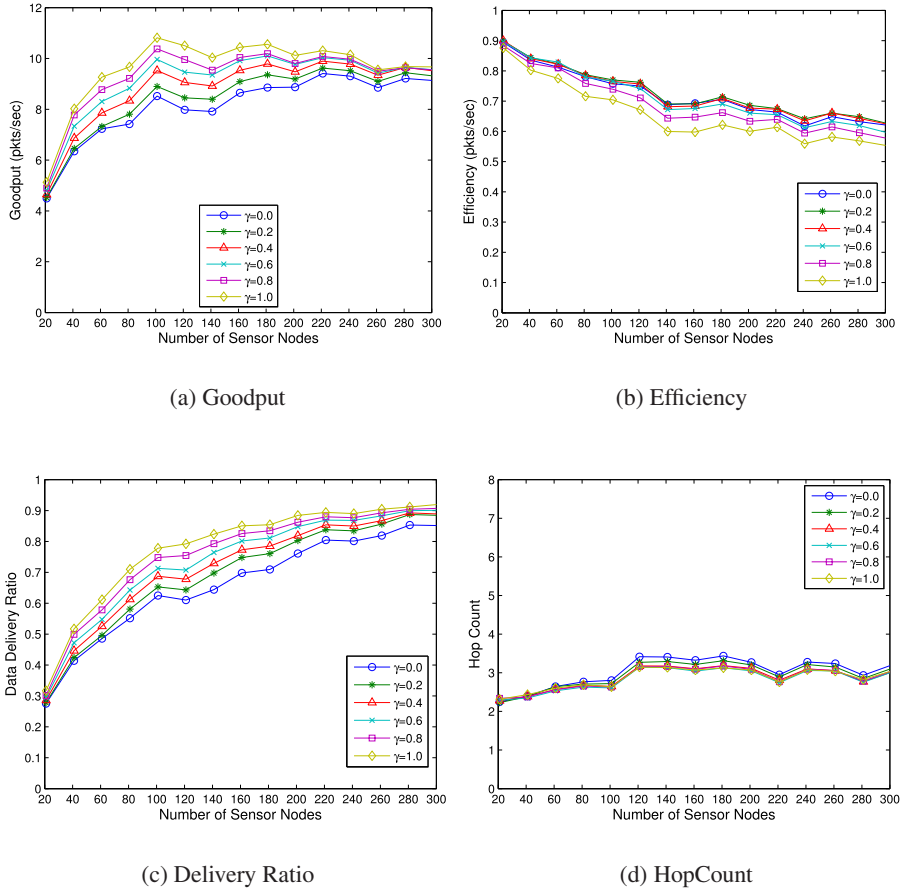 12
10
8
6
4
2
0
Goodput (pkts/sec)
γ=0.0
γ=0.2
γ=0.4
γ=0.6
γ=0.8
γ=1.0
20 40 60 80 100 120 140 160 180 200 220 240 260 280 300
Number of Sensor Nodes
(a) Goodput
1
0.9
0.8
0.7
0.6
0.5
0.4
0.3
0.2
0.1
0
Efficiency (pkts/sec)
γ=0.0
γ=0.2
γ=0.4
γ=0.6
γ=0.8
γ=1.0
20 40 60 80 100 120 140 160 180 200 220 240 260 280 300
Number of Sensor Nodes
(b) Efficiency
1
0.9
0.8
0.7
0.6
0.5
0.4
0.3
0.2
0.1
0
Data Delivery Ratio
γ=0.0
γ=0.2
γ=0.4
γ=0.6
γ=0.8
γ=1.0
20 40 60 80 100 120 140 160 180 200 220 240 260 280 300
Number of Sensor Nodes
(c) Delivery Ratio
8
7
6
5
4
3
2
1
0
Hop Count
γ=0.0
γ=0.2
γ=0.4
γ=0.6
γ=0.8
γ=1.0
20 40 60 80 100 120 140 160 180 200 220 240 260 280 300
Number of Sensor Nodes
(d) HopCount